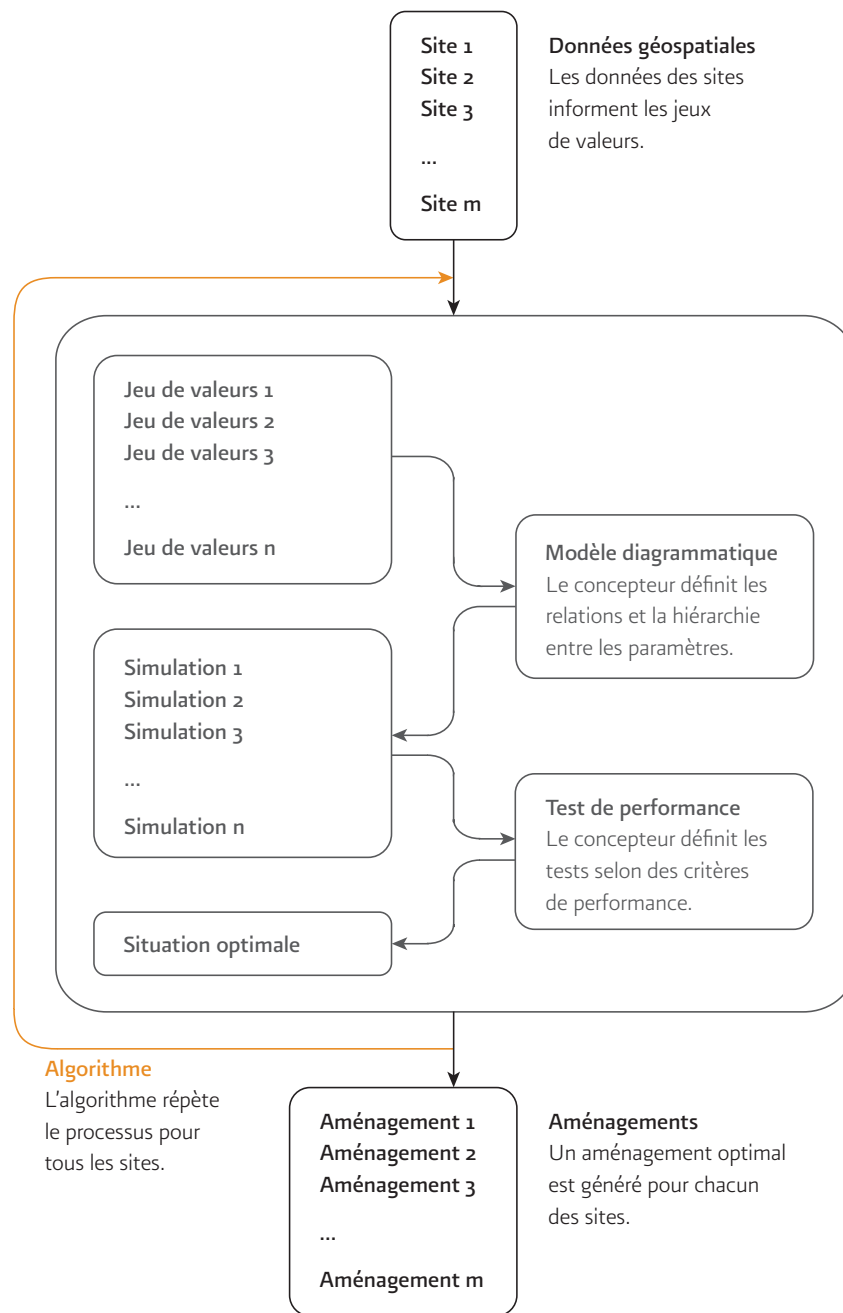 Site 1
Site 2
Site 3
...
Site m
Données géospatiales
Les données des sites
informent les jeux
de valeurs.
Jeu de valeurs 1
Jeu de valeurs 2
Jeu de valeurs 3
...
Jeu de valeurs n
Modèle diagrammatique
Le concepteur définit les
relations et la hiérarchie
entre les paramètres.
Simulation 1
Simulation 2
Simulation 3
...
Simulation n
Test de performance
Le concepteur définit les
tests selon des critères
de performance.
Situation optimale
Algorithme
L'algorithme répète
le processus pour
tous les sites.
Aménagement 1
Aménagement 2
Aménagement 3
...
Aménagement m
Aménagements
Un aménagement optimal
est généré pour chacun
des sites.